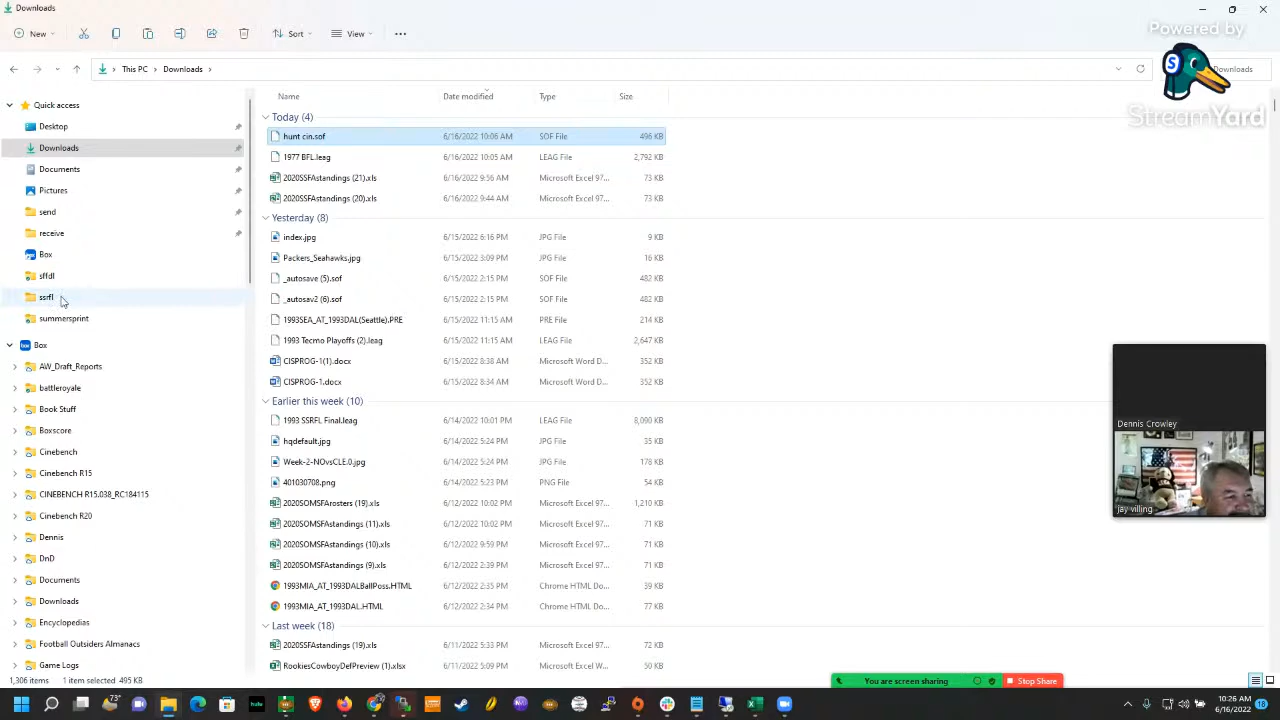 Downloads
New
Sort
View
Powered by
StreamYard
This PC
Downloads
Downloads
Quick access
Desktop
Downloads
Documents
Pictures
send
receive
Box
sffdl
ssrfl
summersprint
Box
AW_Draft_Reports
battleroyale
Book Stuff
Boxscore
Cinebench
Cinebench R15
CINEBENCH R15.038_RC184115
Cinebench R20
Dennis
DnD
Documents
Downloads
Encyclopedias
Football Outsiders Almanacs
Game Logs
Name Date modified Type Size
Today (4)
hunt cin.sof 6/16/2022 10:06 AM SOF File 496 KB
1977 BFL.leag 6/16/2022 10:05 AM LEAG File 2,792 KB
2020SSFAstandings (21).xls 6/16/2022 9:56 AM Microsoft Excel 97... 73 KB
2020SSFAstandings (20).xls 6/16/2022 9:44 AM Microsoft Excel 97... 73 KB
Yesterday (8)
index.jpg 6/15/2022 6:16 PM JPG File 9 KB
Packers_Seahawks.jpg 6/15/2022 3:09 PM JPG File 16 KB
_autosave (5).sof 6/15/2022 2:15 PM SOF File 482 KB
_autosav2 (6).sof 6/15/2022 2:15 PM SOF File 482 KB
1993SEA_AT_1993DAL(Seattle).PRE 6/15/2022 11:15 AM PRE File 214 KB
1993 Tecmo Playoffs (2).leag 6/15/2022 11:15 AM LEAG File 2,647 KB
CISPROG-1(1).docx 6/15/2022 8:38 AM Microsoft Word D... 352 KB
CISPROG-1.docx 6/15/2022 8:34 AM Microsoft Word D... 352 KB
Earlier this week (10)
1993 SSRFL Final.leag 6/14/2022 10:01 PM LEAG File 8,090 KB
hqdefault.jpg 6/14/2022 5:24 PM JPG File 35 KB
Week-2-NOvsCLE.0.jpg 6/14/2022 5:24 PM JPG File 178 KB
401030708.png 6/14/2022 5:23 PM PNG File 54 KB
2020SOMSFArosters (19).xls 6/12/2022 10:02 PM Microsoft Excel 97... 1,210 KB
2020SOMSFAstandings (11).xls 6/12/2022 10:02 PM Microsoft Excel 97... 71 KB
2020SOMSFAstandings (10).xls 6/12/2022 9:59 PM Microsoft Excel 97... 71 KB
2020SOMSFAstandings (9).xls 6/12/2022 2:39 PM Microsoft Excel 97... 71 KB
1993MIA_AT_1993DALBallPoss.HTML 6/12/2022 2:35 PM Chrome HTML Do... 39 KB
1993MIA_AT_1993DAL.HTML 6/12/2022 2:34 PM Chrome HTML Do... 77 KB
Last week (18)
2020SSFAstandings (19).xls 6/11/2022 5:33 PM Microsoft Excel 97... 72 KB
RookiesCowboyDefPreview (1).xlsx 6/11/2022 5:09 PM Microsoft Excel W... 50 KB
Dennis Crowley
jay villing
1,306 items 1 item selected 495 KB
You are screen sharing Stop Share
73°
hulu
10:26 AM
6/16/2022
18